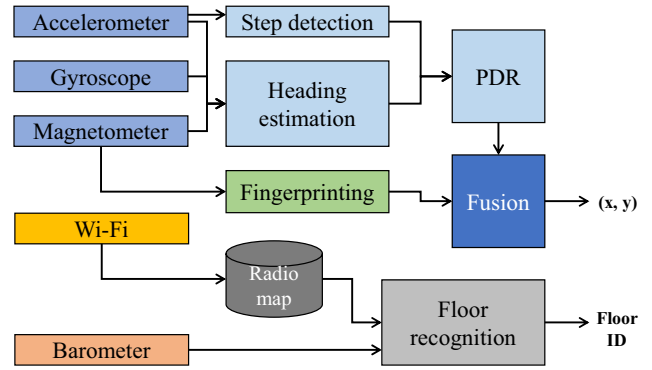 Accelerometer
Step detection
Gyroscope
Heading
estimation
PDR
Magnetometer
Fingerprinting
Fusion
(x, y)
Wi-Fi
Radio
map
Floor
recognition
Floor
ID
Barometer